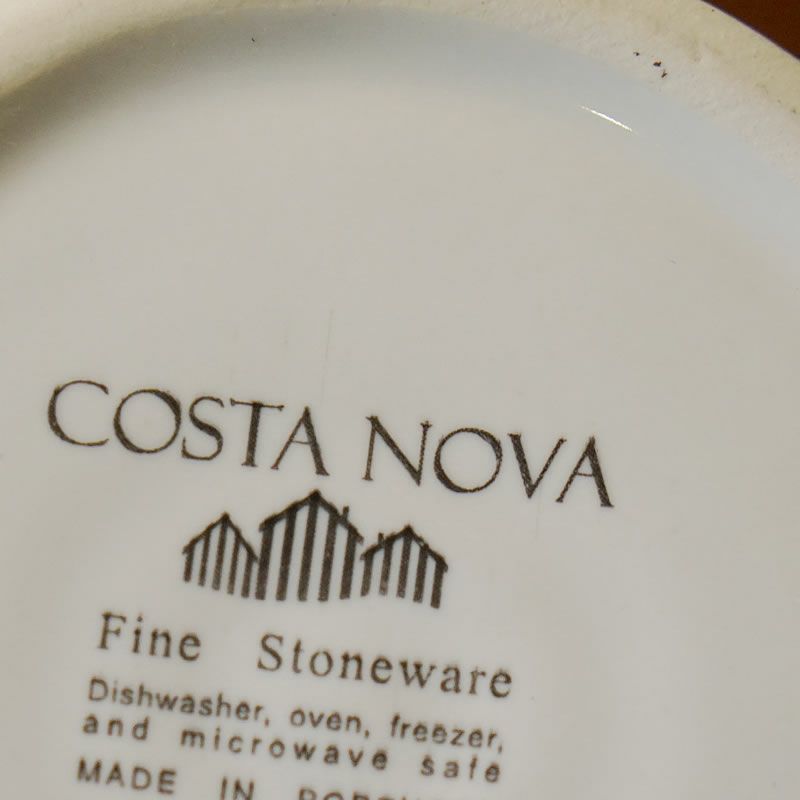 COSTA NOVA
Fine Stoneware
Dishwasher, oven, freezer,
and microwave safe
MADE IN